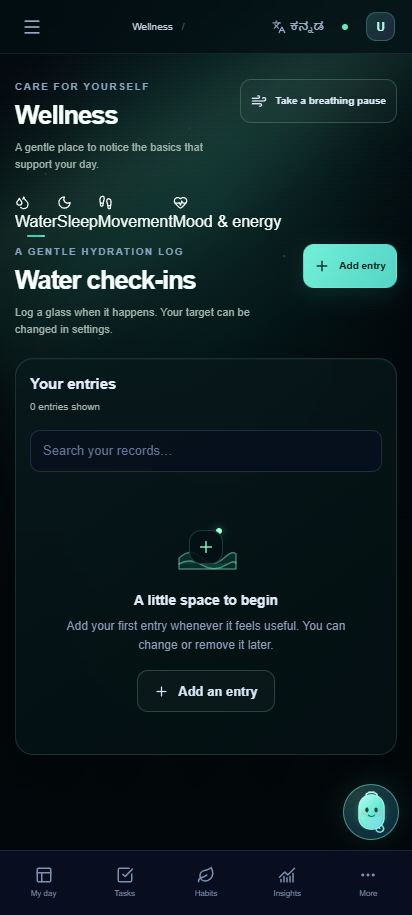 Wellness /
ಕನ್ನಡ
U
CARE FOR YOURSELF
Wellness
Take a breathing pause
A gentle place to notice the basics that
support your day.
WaterSleepMovementMood & energy
A GENTLE HYDRATION LOG
Water check-ins
Add entry
Log a glass when it happens. Your target can be
changed in settings.
Your entries
0 entries shown
Search your records...
A little space to begin
Add your first entry whenever it feels useful. You can
change or remove it later.
Add an entry
My day
Tasks
Habits
Insights
More